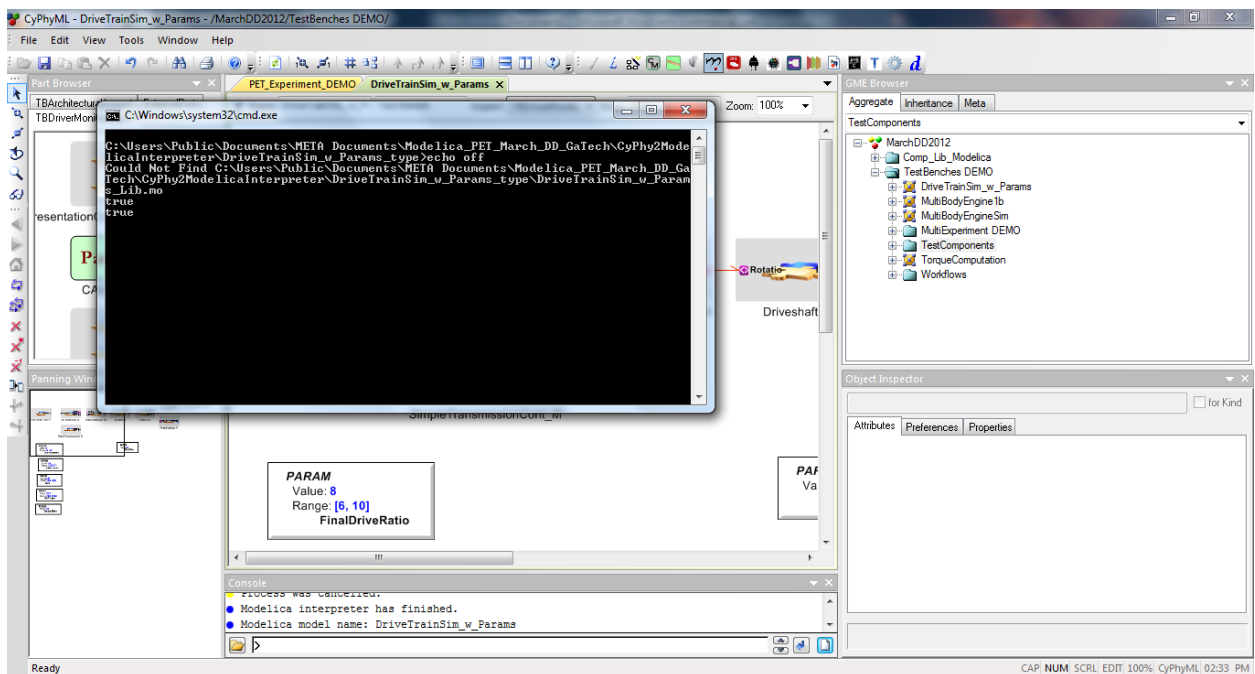 CyPhyML - DriveTrainSim_w_Params - /MarchDD2012/TestBenches DEMO/
File Edit View Tools Window Help
Part Browser
PET_Experiment_DEMO DriveTrainSim_w_Params
GME Browser
TBDriverMoni
Zoom: 100%
Aggregate Inheritance Meta
TestComponents
C:\Windows\system32\cmd.exe
C:\Users\Public\Documents\META Documents\Modelica_PET_March_DD_GaTech\CyPhy2Mode
licaInterpreter\DriveTrainSim_w_Params_type>echo off
Could Not Find C:\Users\Public\Documents\META Documents\Modelica_PET_March_DD_Ga
Tech\CyPhy2ModelicaInterpreter\DriveTrainSim_w_Params_type\DriveTrainSim_w_Param
s_Lib.mo
true
true
MarchDD2012
Comp_Lib_Modelica
TestBenches DEMO
DriveTrainSim_w_Params
MultiBodyEngine1b
MultiBodyEngineSim
MultiExperiment DEMO
TestComponents
TorqueComputation
Workflows
resentation
Pa
CA
Rotatio
Driveshaft
Panning Win
SimpleTransmissionCont_M
Object Inspector
for Kind
Attributes Preferences Properties
PARAM
Value: 8
Range: [6, 10]
FinalDriveRatio
PAR
Va
Console
Process was cancelled.
Modelica interpreter has finished.
Modelica model name: DriveTrainSim_w_Params
>
Ready
CAP NUM SCRL EDIT 100% CyPhyML 02:33 PM